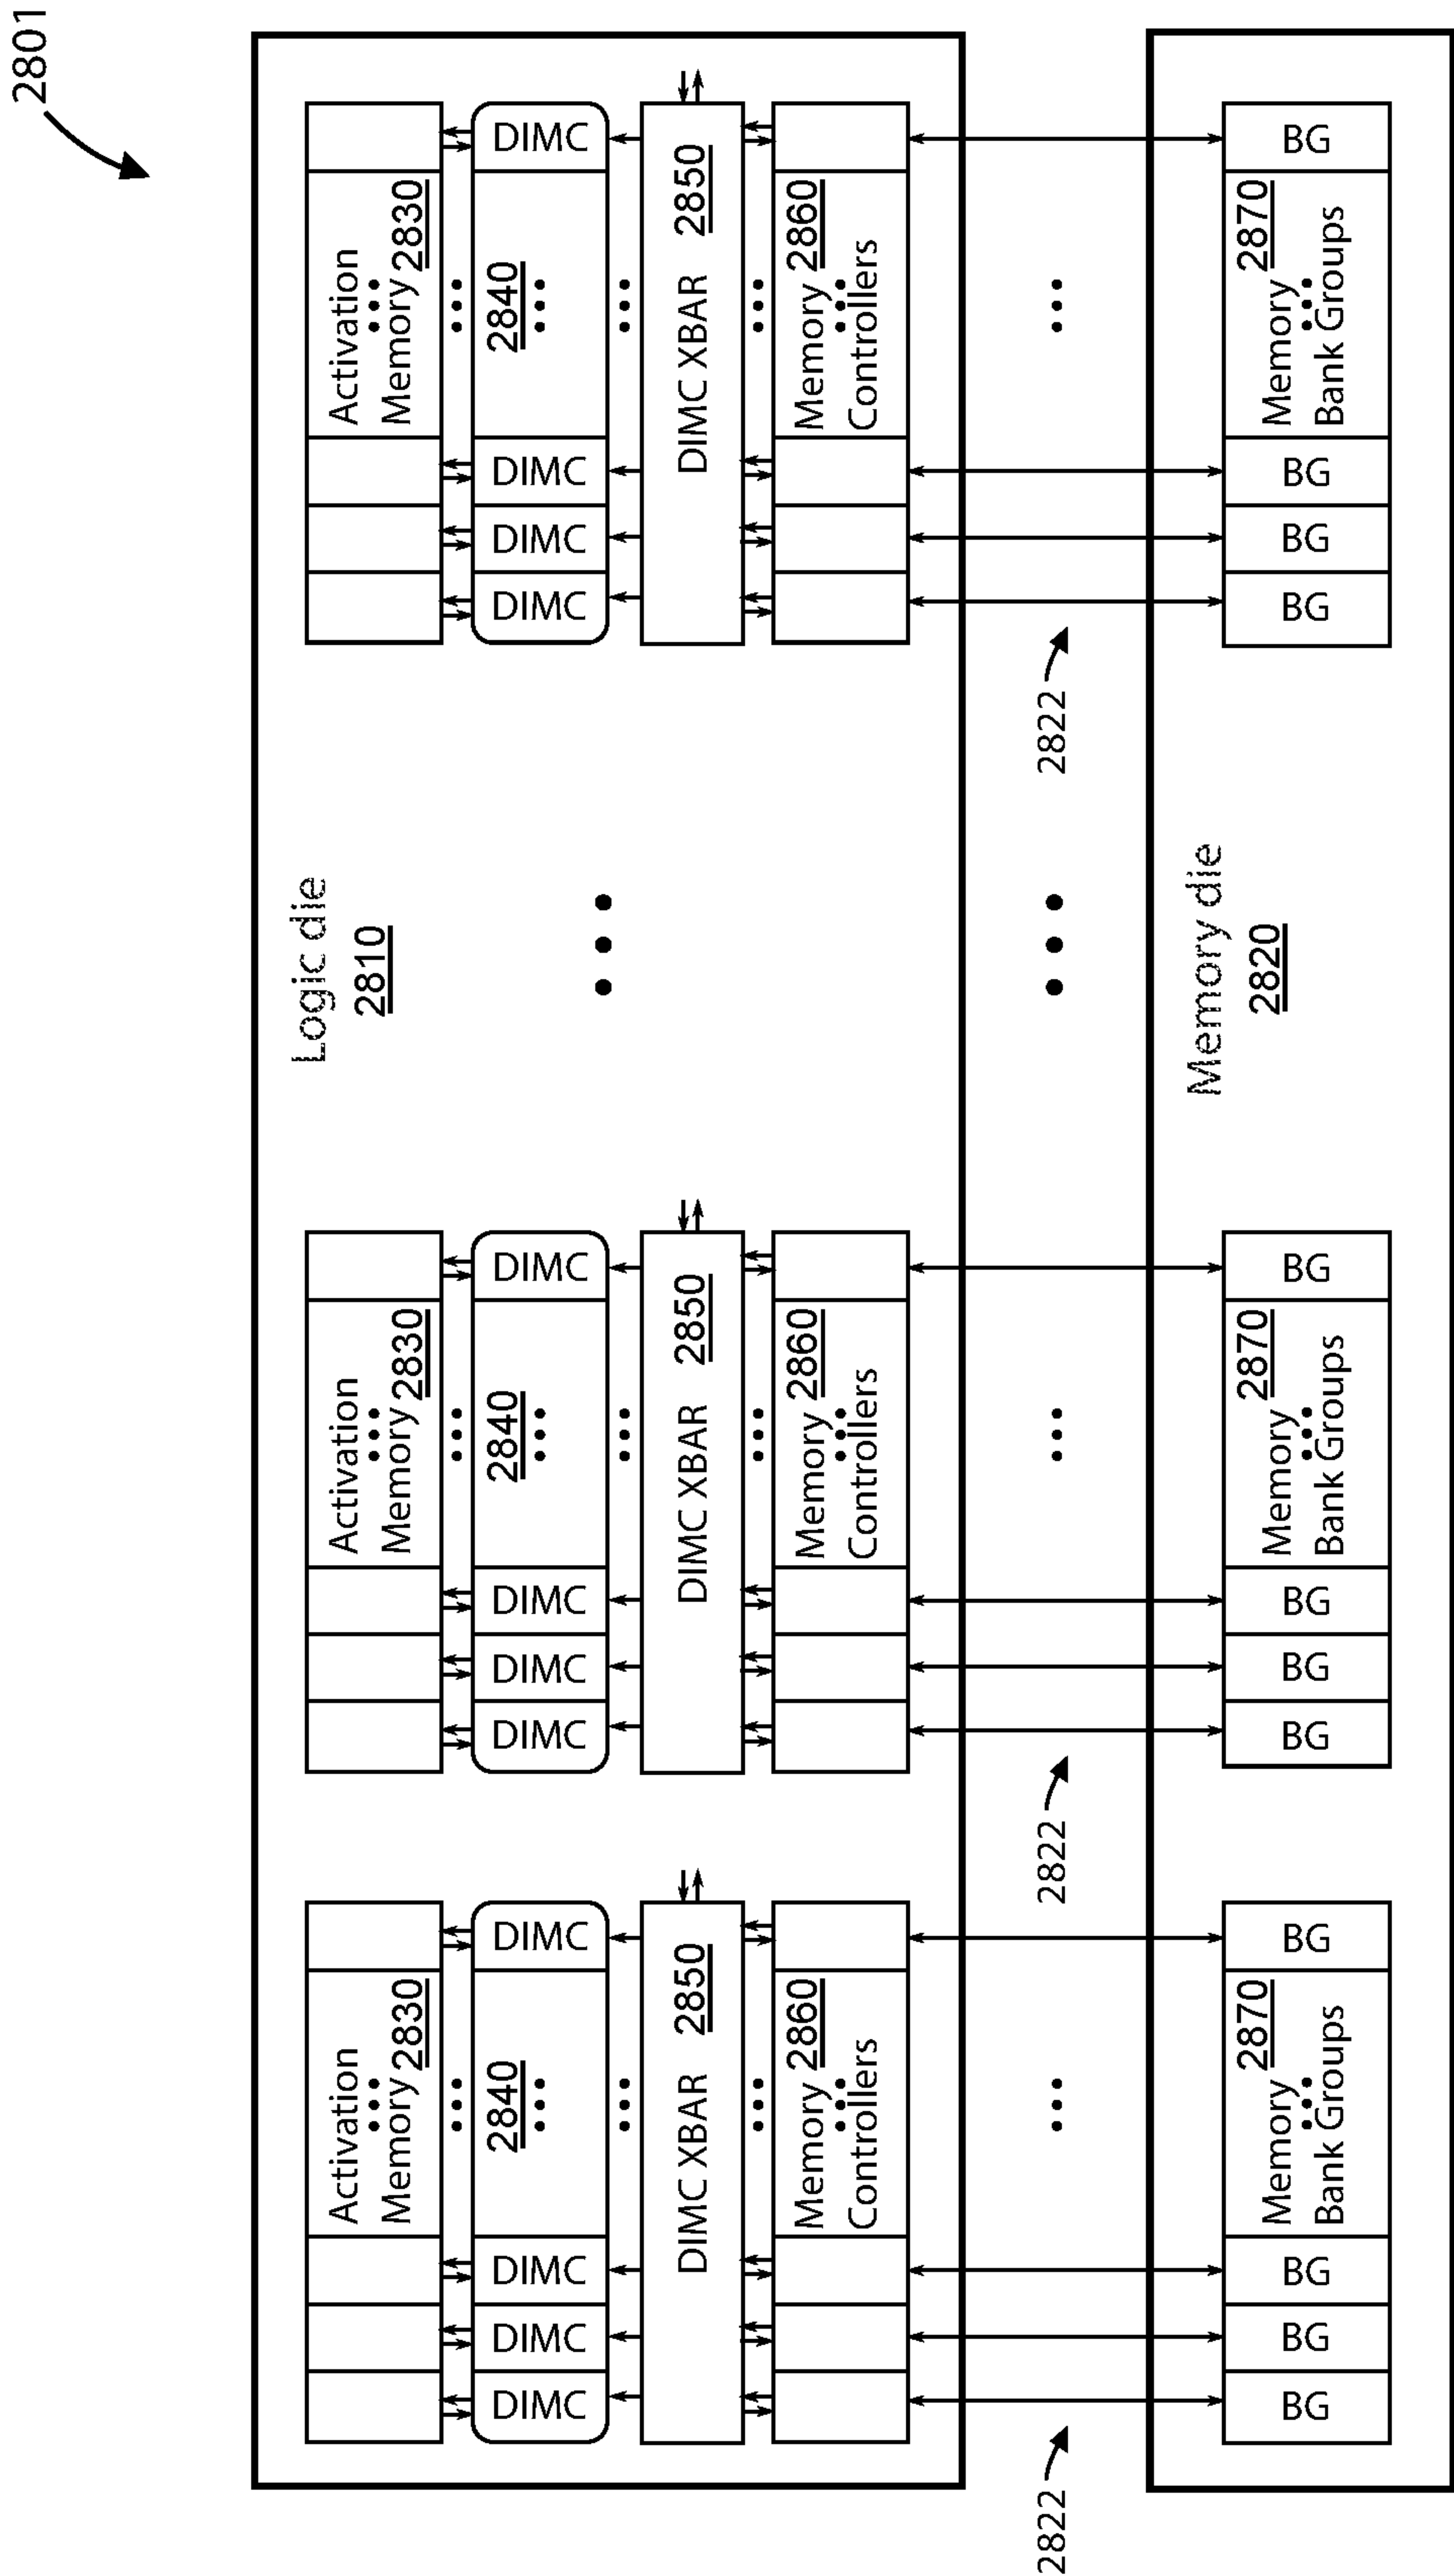 2801
Logic die
2810
Activation
Memory 2830
Activation
Memory 2830
Activation
Memory 2830
DIMC DIMC DIMC 2840 DIMC
DIMC DIMC DIMC 2840 DIMC
DIMC DIMC DIMC 2840 DIMC
DIMC XBAR 2850
DIMC XBAR 2850
DIMC XBAR 2850
Memory 2860
Controllers
Memory 2860
Controllers
Memory 2860
Controllers
2822
2822
2822
Memory die
2820
BG BG BG Memory 2870 BG
Bank Groups
BG BG BG Memory 2870 BG
Bank Groups
BG BG BG Memory 2870 BG
Bank Groups